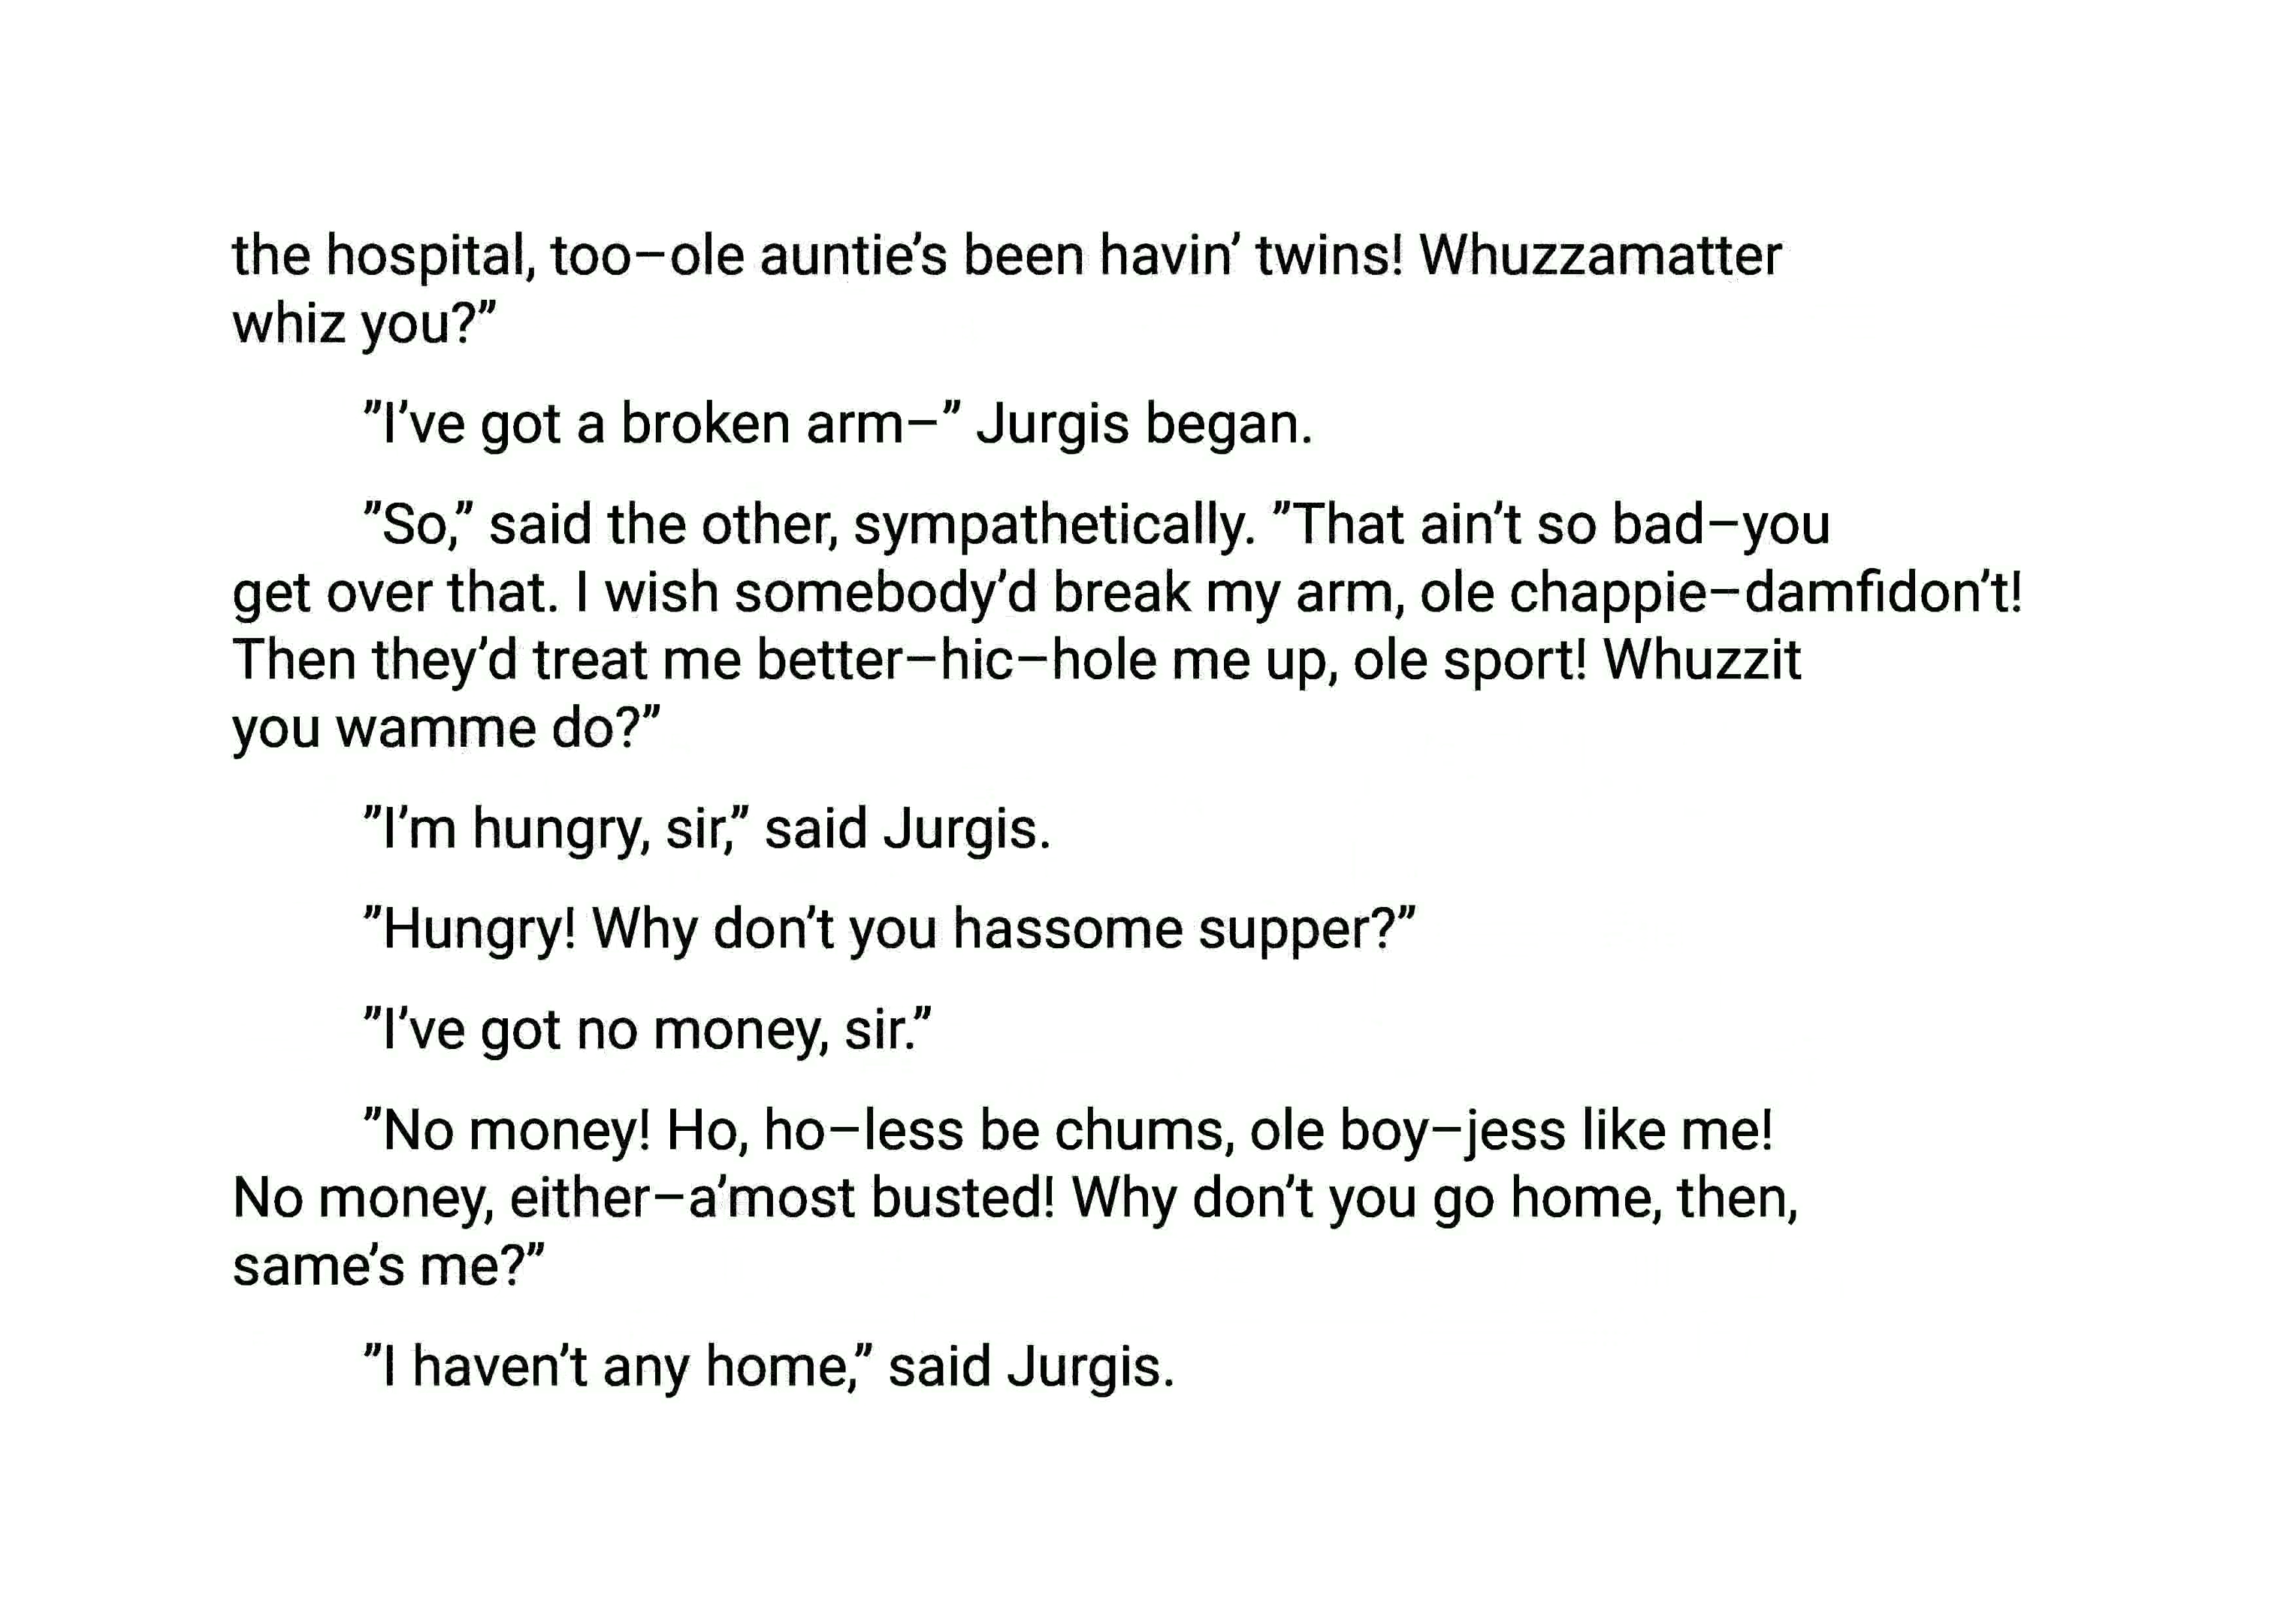 the hospital, too–ole auntie’s been havin’ twins! Whuzzamatter
whiz you?”
”I’ve got a broken arm–” Jurgis began.
”So,” said the other, sympathetically. ”That ain’t so bad–you
get over that. I wish somebody’d break my arm, ole chappie–damfidon’t!
Then they’d treat me better–hic–hole me up, ole sport! Whuzzit
you wamme do?”
”I’m hungry, sir,” said Jurgis.
”Hungry! Why don’t you hassome supper?”
”I’ve got no money, sir.”
”No money! Ho, ho–less be chums, ole boy–jess like me!
No money, either–a’most busted! Why don’t you go home, then,
same’s me?”
”I haven’t any home,” said Jurgis.